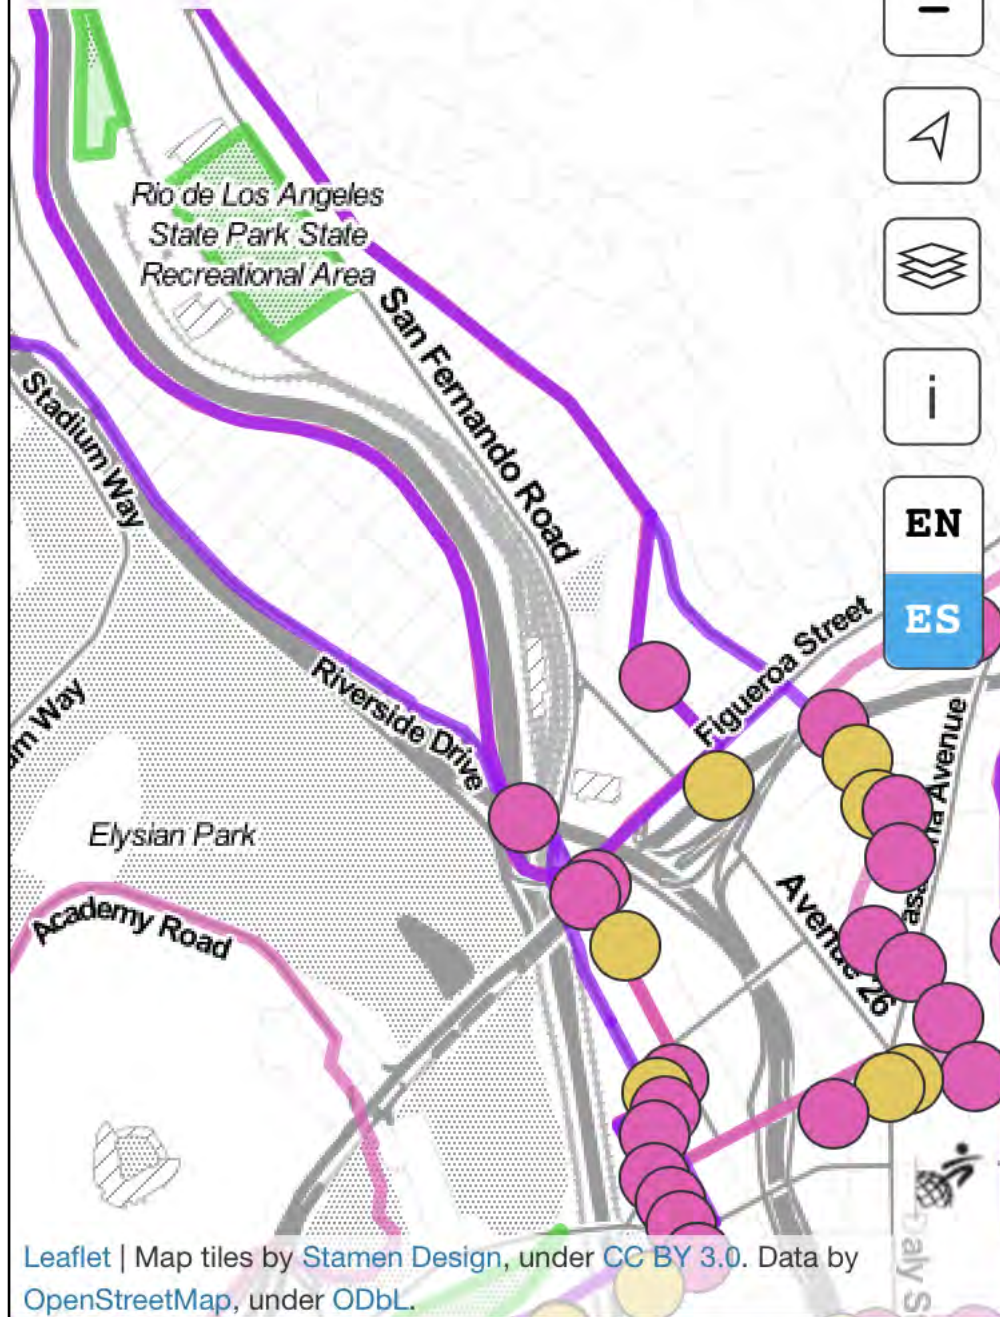 Rio de Los Angeles
State Park State
Recreational Area
San Fernando Road
Stadium Way
i
EN
ES
Figueroa Street
Riverside Drive
Way
Avenue
Elysian Park
Academy Road
Avenue 26
Leaflet | Map tiles by Stamen Design, under CC BY 3.0. Data by
OpenStreetMap, under ODbL.